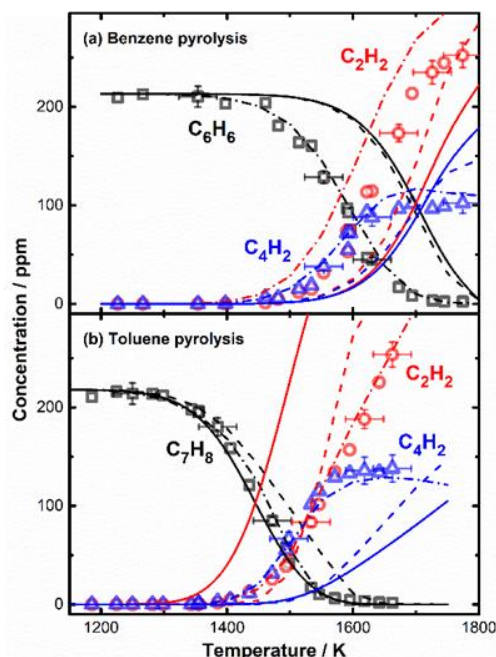 (a) Benzene pyrolysis
C₂H₂
200
C₆H₆
100
C₄H₂
0
Concentration / ppm
(b) Toluene pyrolysis
C₂H₂
200
C₇H₈
C₄H₂
100
0
1200 1400 1600 1800
Temperature / K